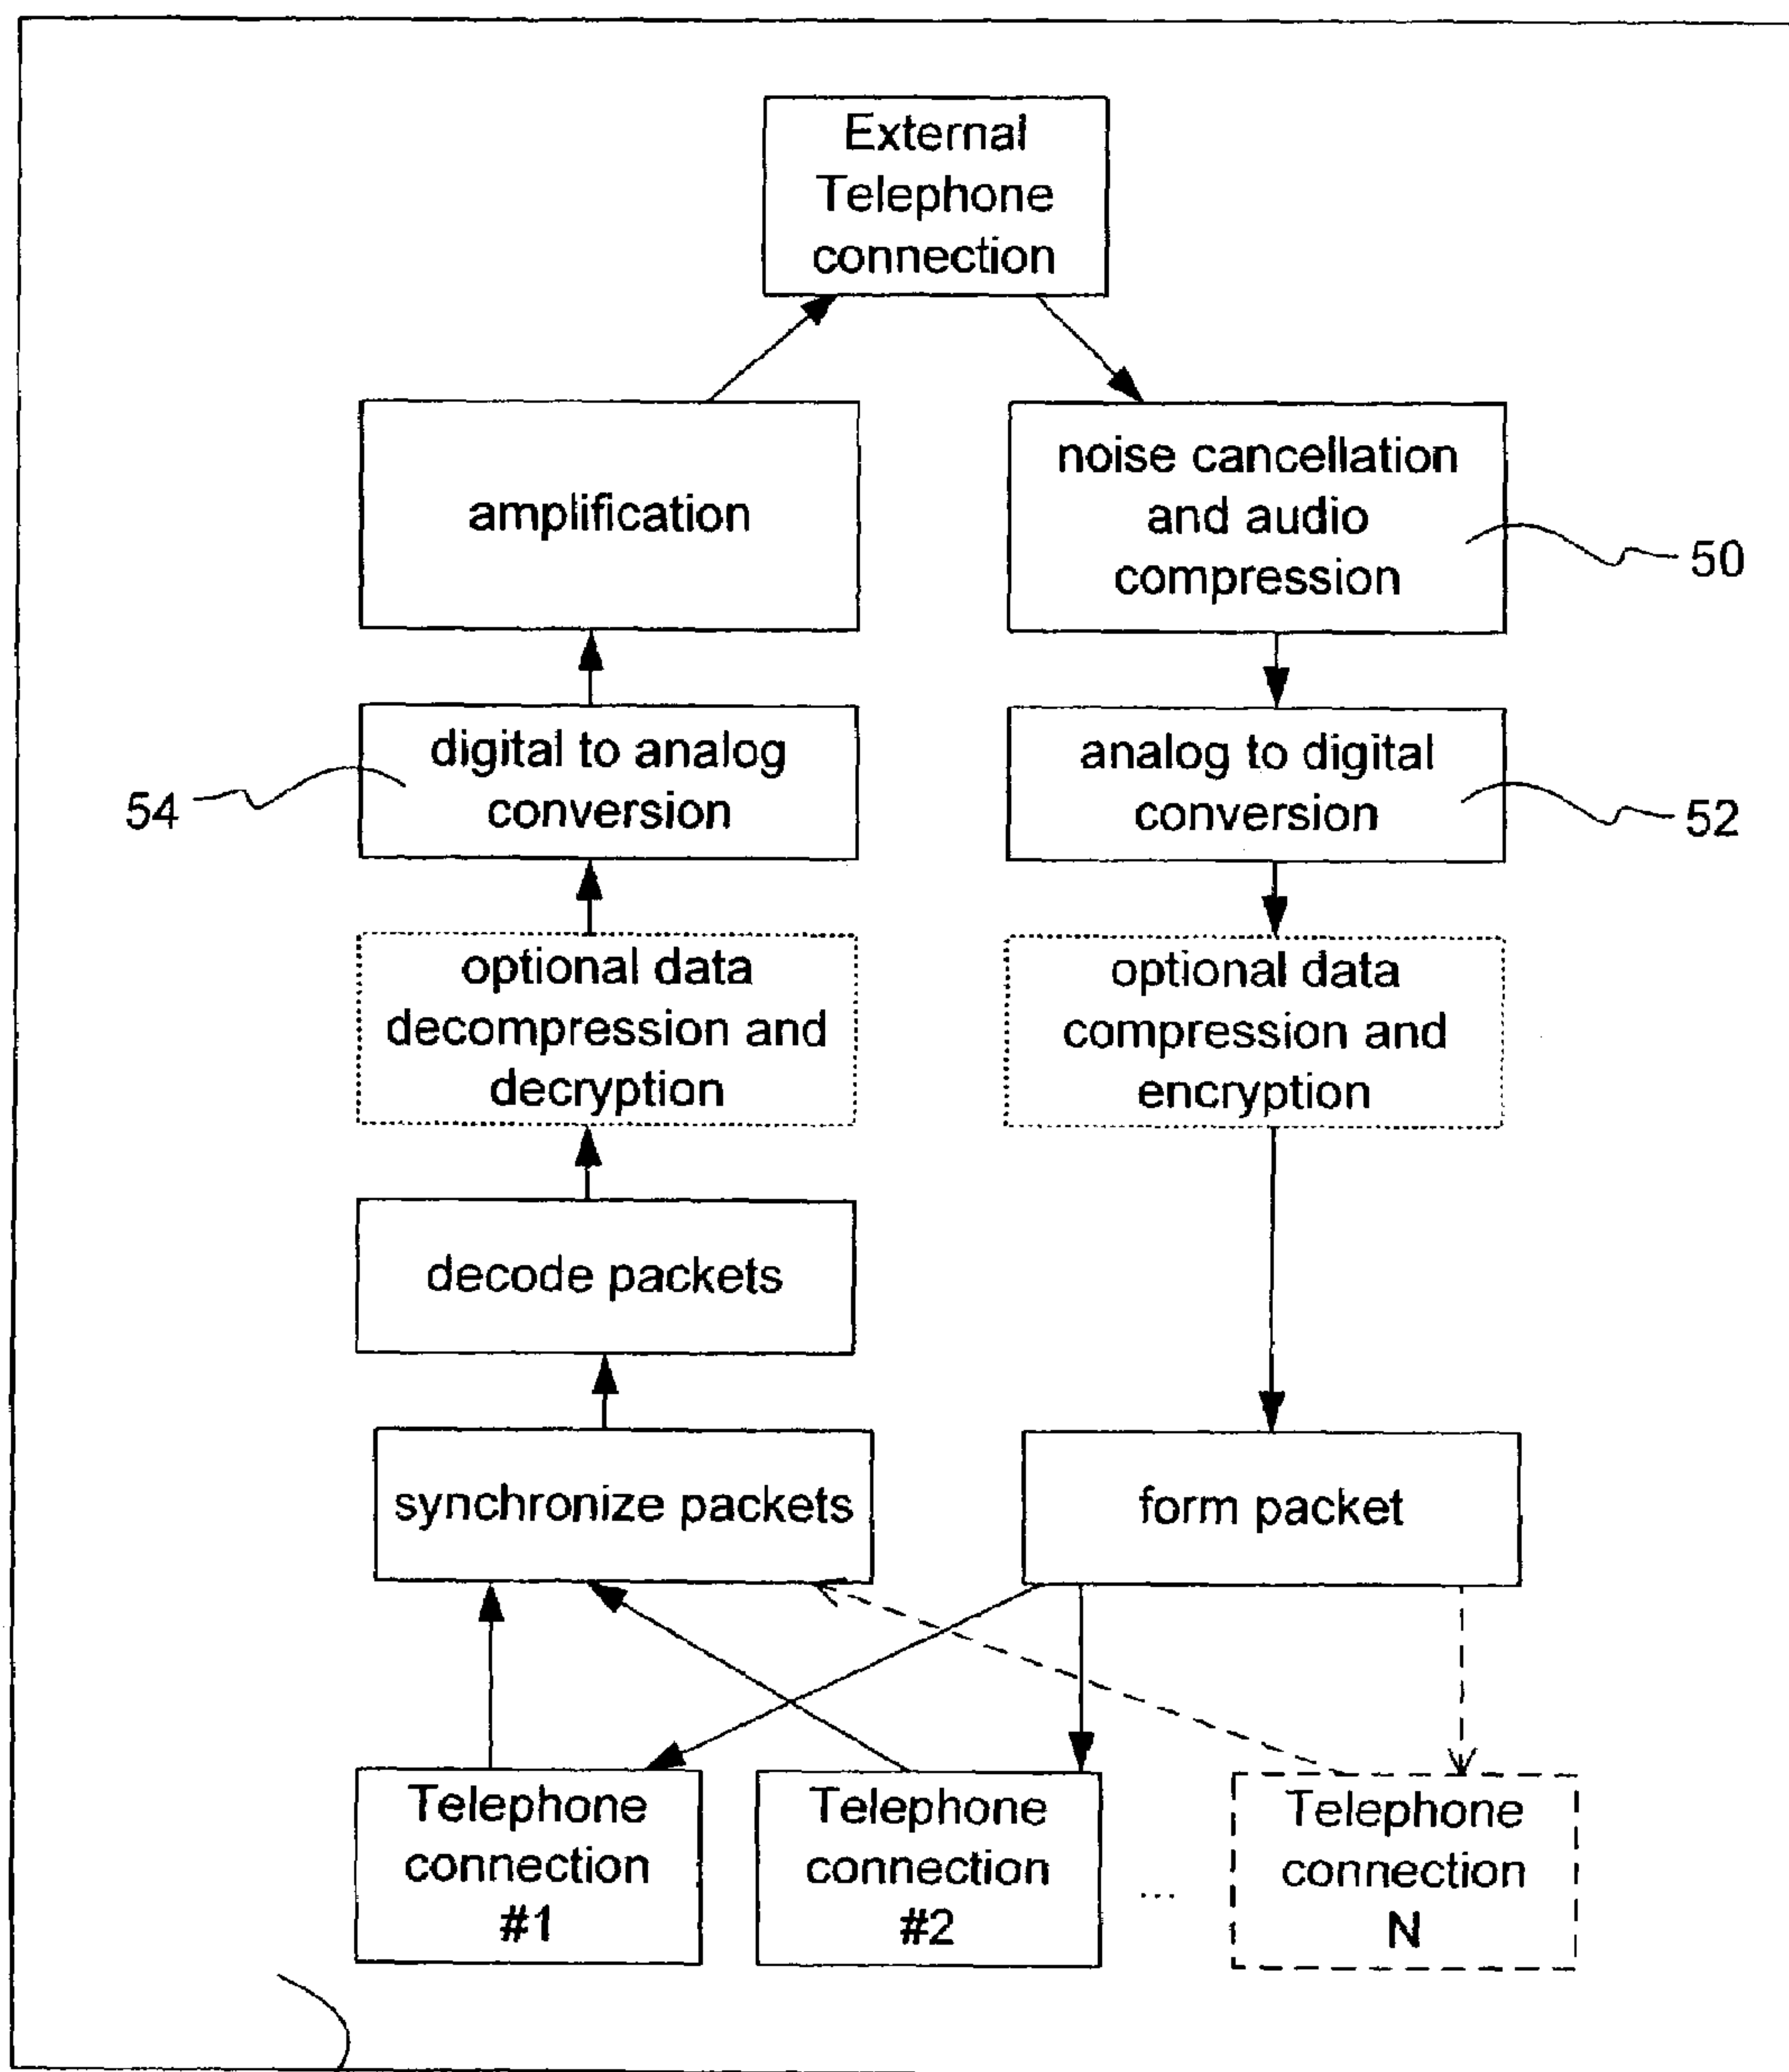 External
Telephone
connection
amplification
noise cancellation
and audio
compression
50
digital to analog
conversion
54
analog to digital
conversion
52
optional data
decompression and
decryption
optional data
compression and
encryption
decode packets
synchronize packets
form packet
Telephone
connection
#1
Telephone
connection
#2
...
Telephone
connection
N